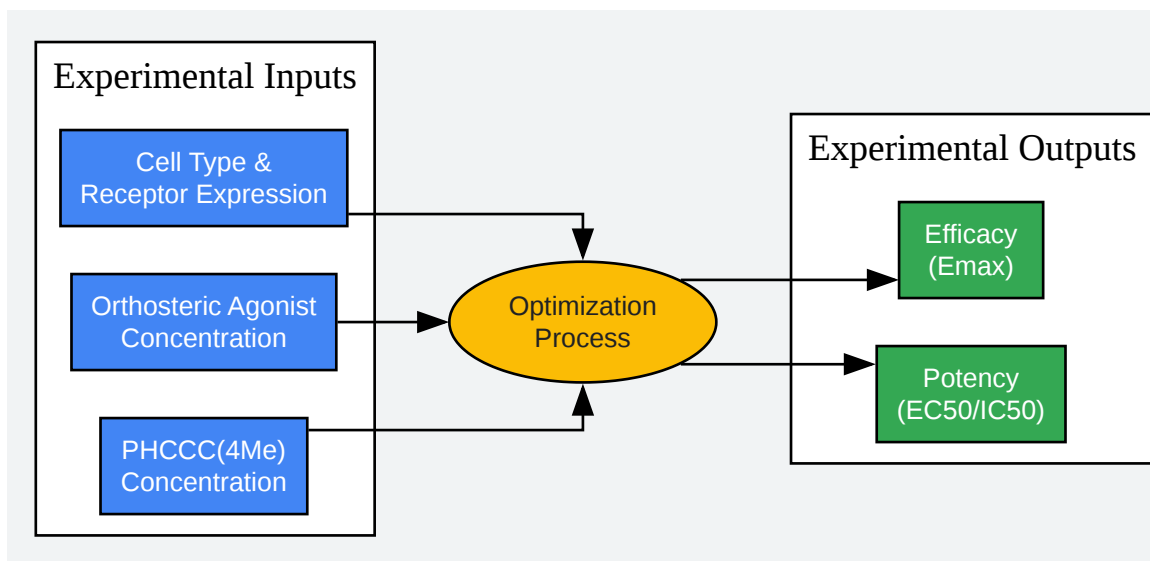 Experimental Inputs
Cell Type &
Receptor Expression
Orthosteric Agonist
Concentration
PHCCC(4Me)
Concentration
Optimization
Process
Experimental Outputs
Efficacy
(Emax)
Potency
(EC50/IC50)